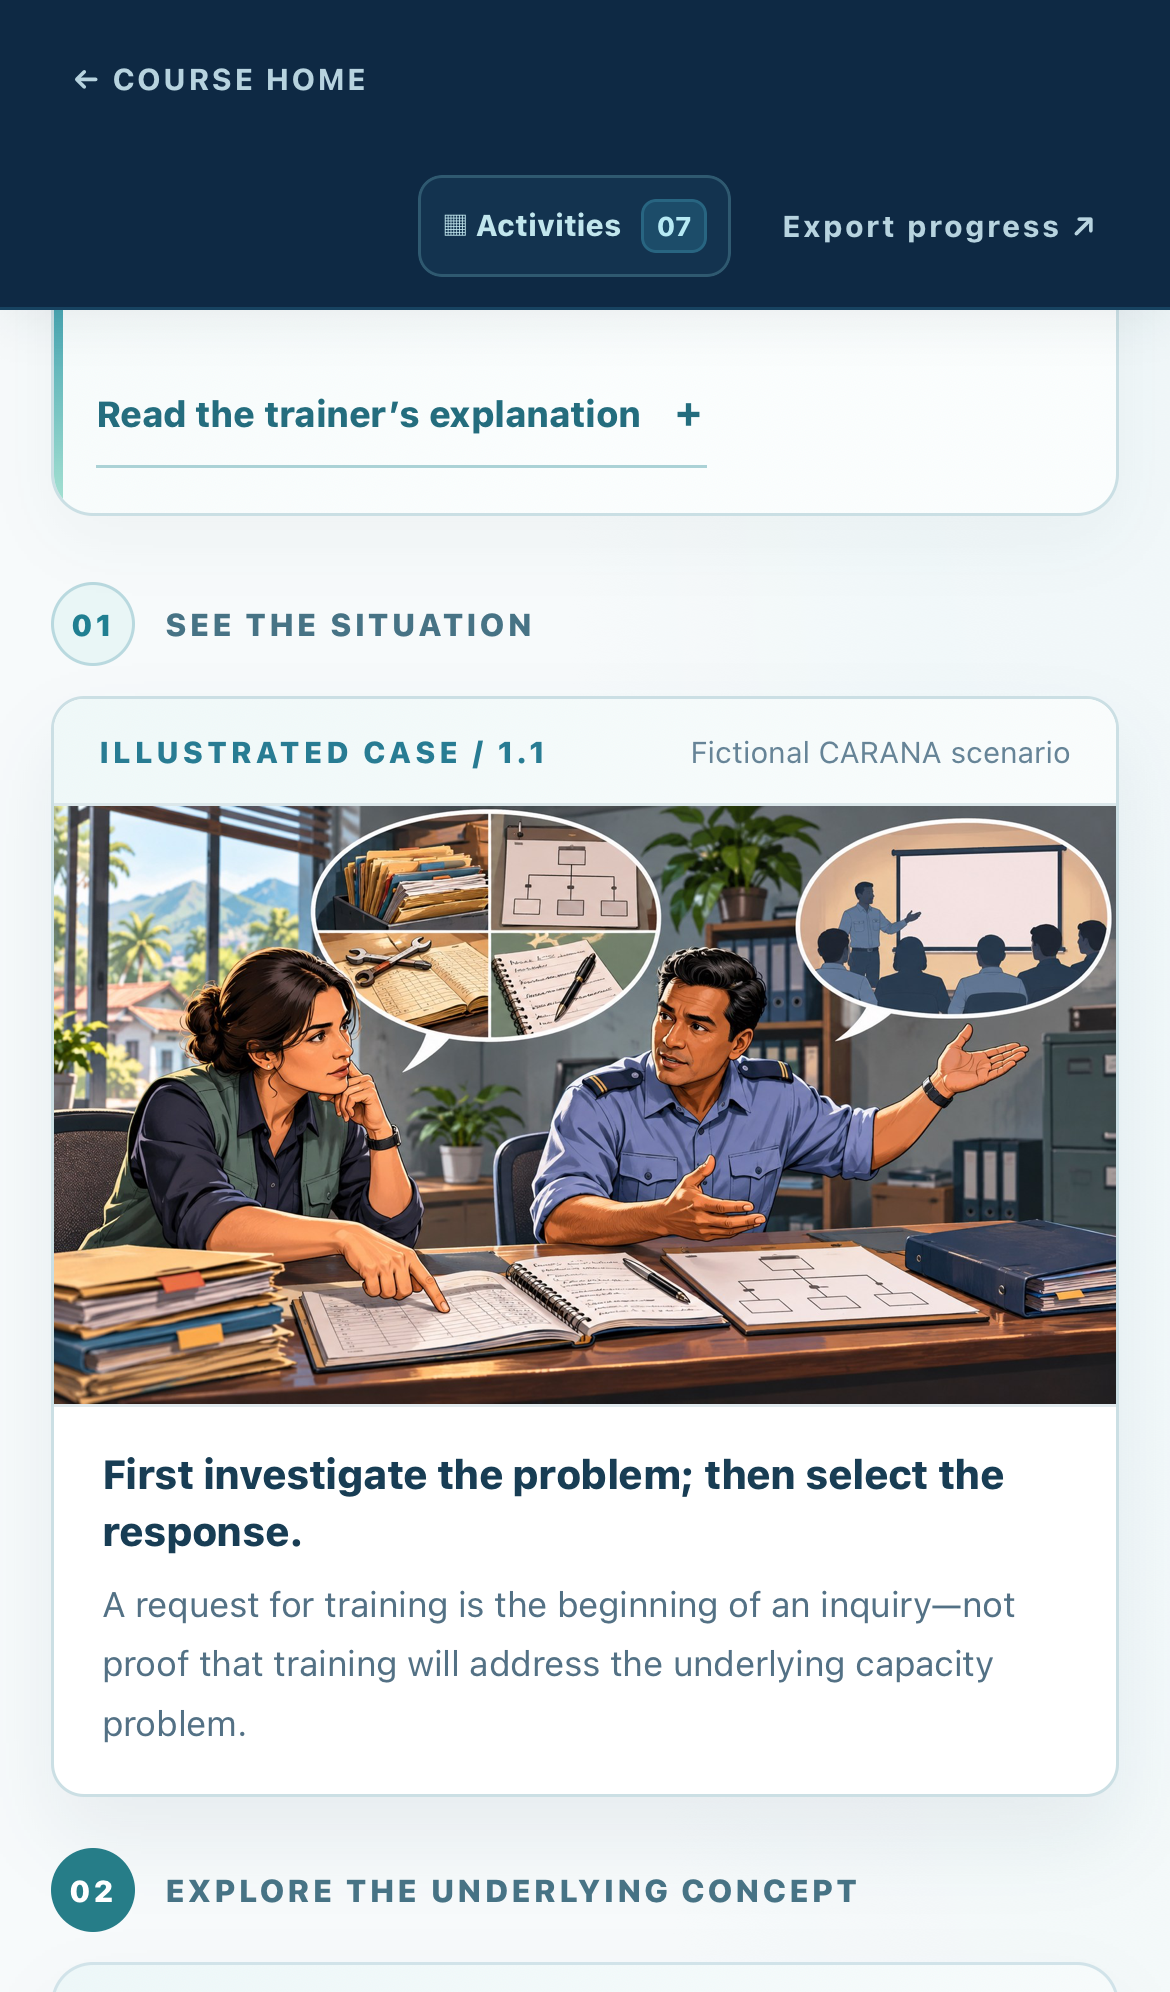 ← COURSE HOME
▦ Activities 07
Export progress ↗
Read the trainer’s explanation +
01 SEE THE SITUATION
ILLUSTRATED CASE / 1.1
Fictional CARANA scenario
First investigate the problem; then select the
response.
A request for training is the beginning of an inquiry—not
proof that training will address the underlying capacity
problem.
02 EXPLORE THE UNDERLYING CONCEPT